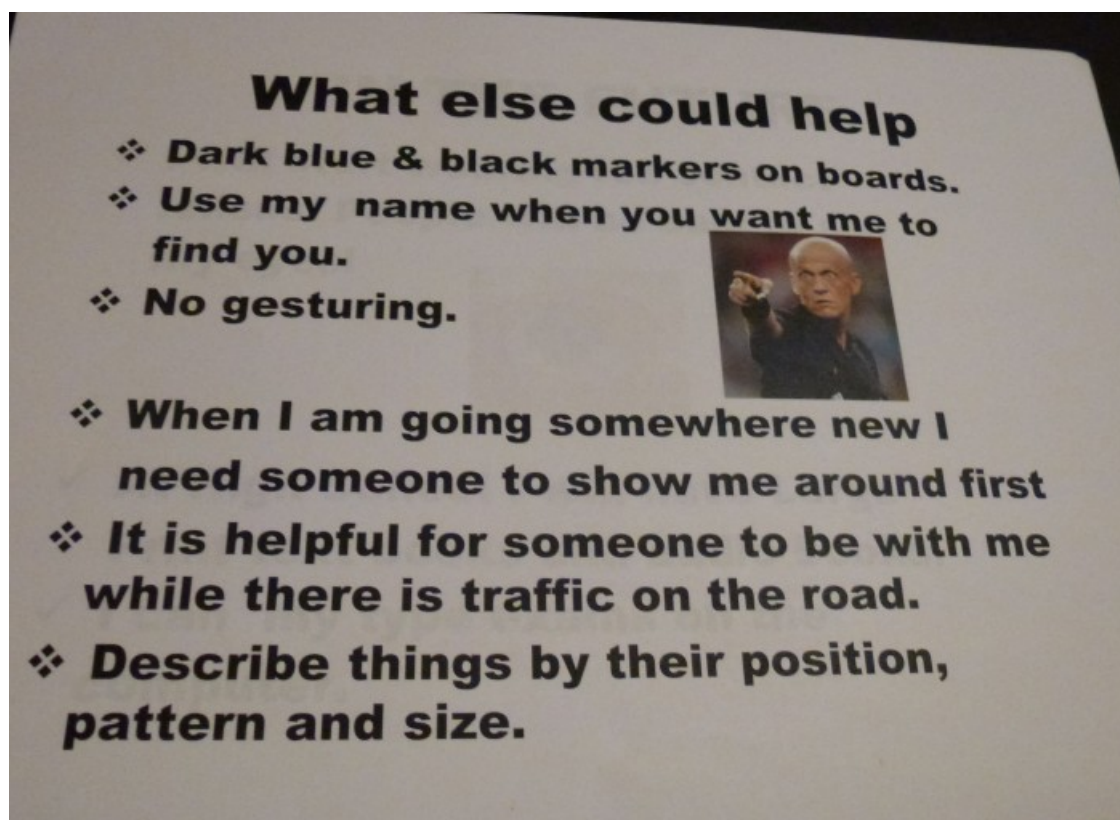 What else could help
❖ Dark blue & black markers on boards.
❖ Use my name when you want me to
find you.
❖ No gesturing.
❖ When I am going somewhere new I
need someone to show me around first
❖ It is helpful for someone to be with me
while there is traffic on the road.
❖ Describe things by their position,
pattern and size.